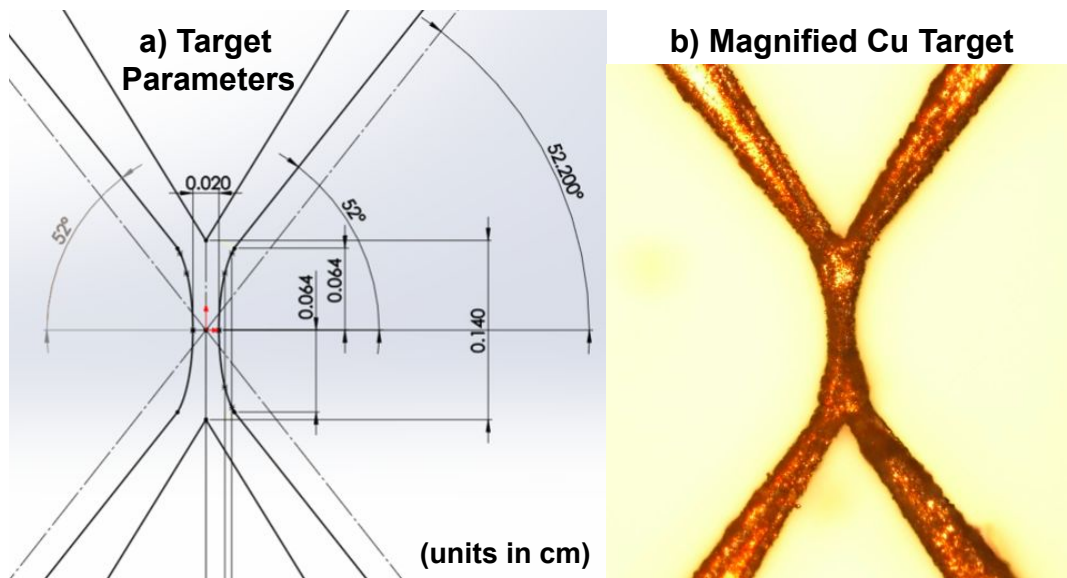 a) Target
Parameters
b) Magnified Cu Target
52.200°
0.020
52°
52°
0.064
0.064
0.140
(units in cm)